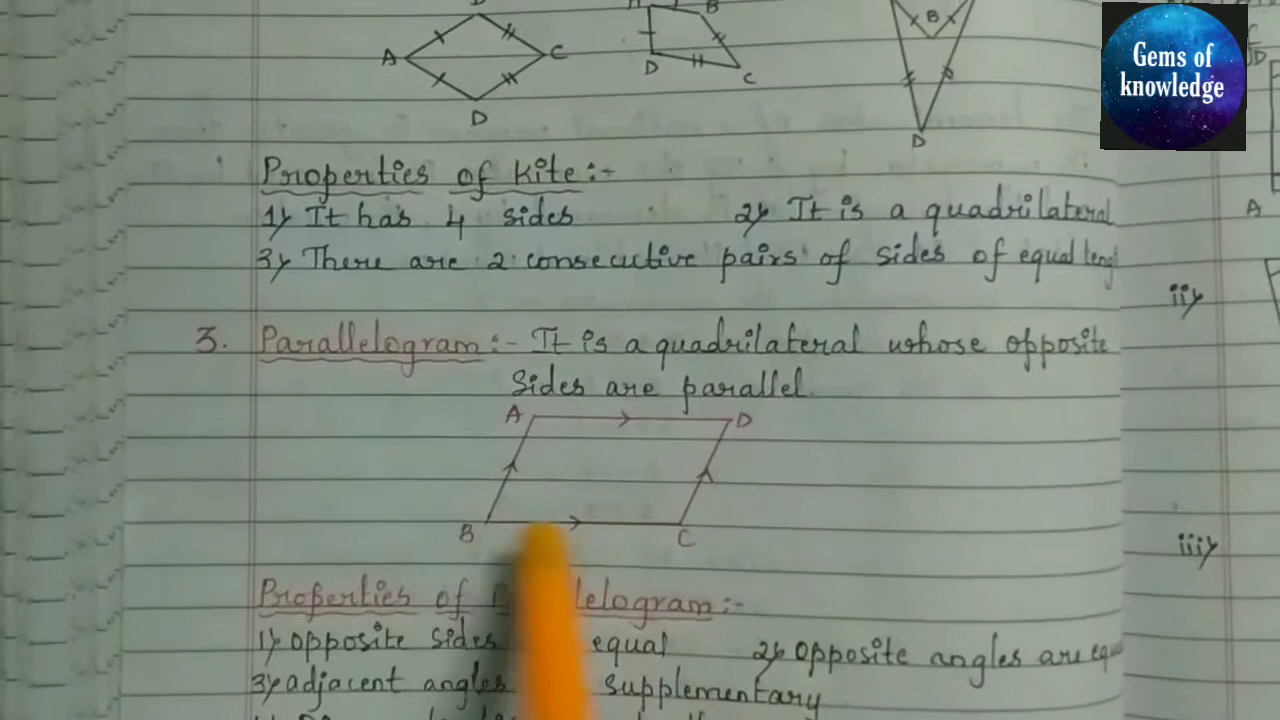 A
C
D
B
D
C
B
D
Gems of
knowledge
Properties of kite:-
1) It has 4 sides 2) It is a quadrilateral
3) There are 2 consecutive pairs of sides of equal
A
ii)
3. Parallelogram:- It is a quadrilateral whose opposite
sides are parallel.
A D
B C
iii)
Properties of
1) opposite sides equal 2) opposite angles are
3) adjacent angles supplementary